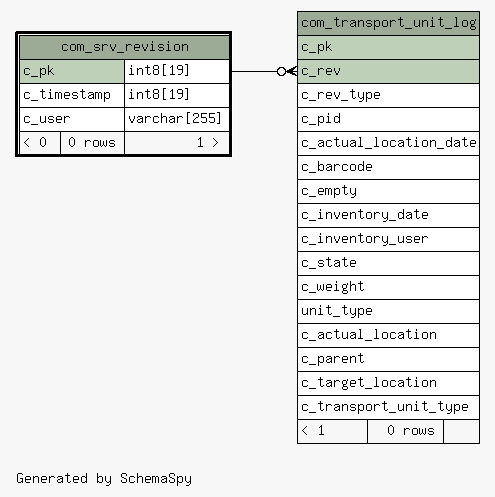 com_srv_revision
c_pk int8[19]
c_timestamp int8[19]
c_user varchar[255]
< 0 0 rows 1 >
com_transport_unit_log
c_pk
c_rev
c_rev_type
c_pid
c_actual_location_date
c_barcode
c_empty
c_inventory_date
c_inventory_user
c_state
c_weight
unit_type
c_actual_location
c_parent
c_target_location
c_transport_unit_type
< 1 0 rows
Generated by SchemaSpy